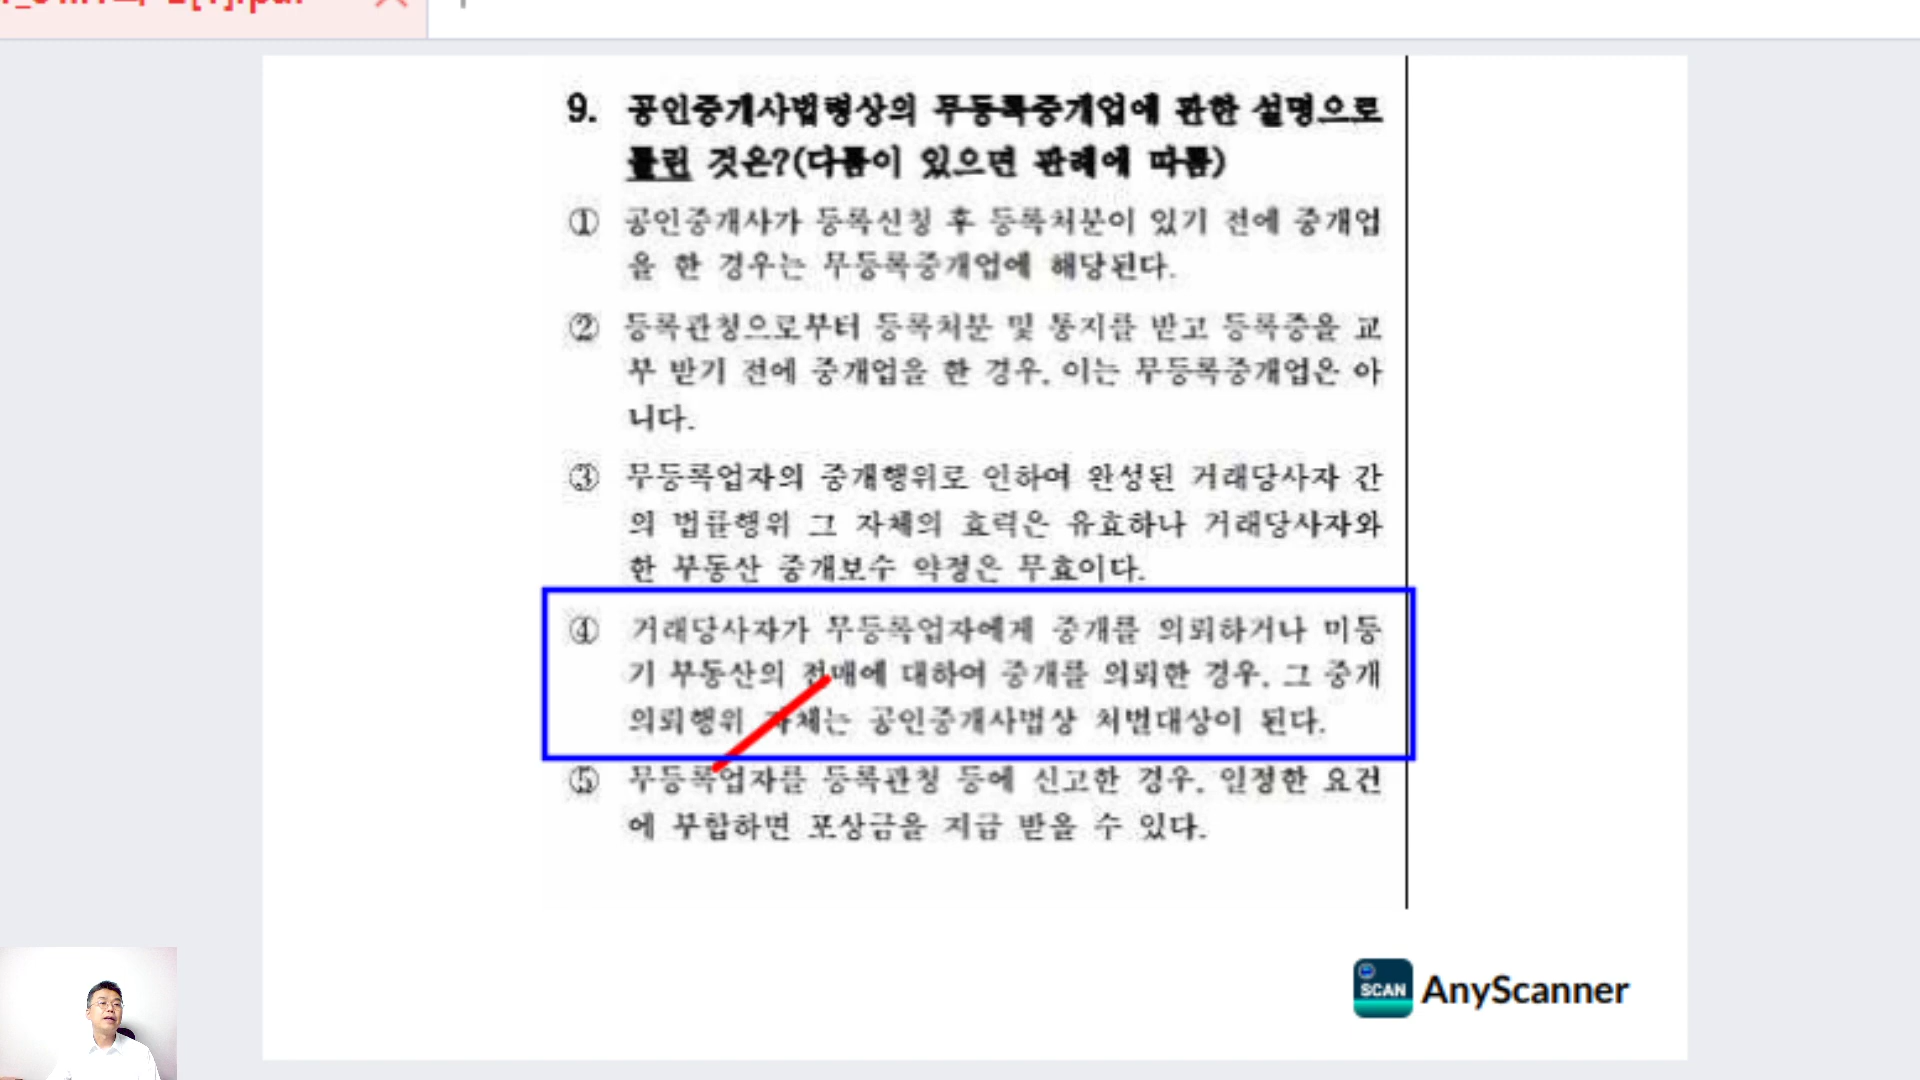 9. 공인중개사법령상의 무등록중개업에 관한 설명으로
틀린 것은?(다툼이 있으면 판례에 따름)
① 공인중개사가 등록신청 후 등록처분이 있기 전에 중개업
을 한 경우는 무등록중개업에 해당된다.
② 등록관청으로부터 등록처분 및 통지를 받고 등록증을 교
부 받기 전에 중개업을 한 경우, 이는 무등록중개업은 아
니다.
③ 무등록업자의 중개행위로 인하여 완성된 거래당사자 간
의 법률행위 그 자체의 효력은 유효하나 거래당사자와
한 부동산 중개보수 약정은 무효이다.
④ 거래당사자가 무등록업자에게 중개를 의뢰하거나 미등
기 부동산의 전매에 대하여 중개를 의뢰한 경우, 그 중개
의뢰행위 자체는 공인중개사법상 처벌대상이 된다.
⑤ 무등록업자를 등록관청 등에 신고한 경우, 일정한 요건
에 부합하면 포상금을 지급 받을 수 있다.
SCAN AnyScanner